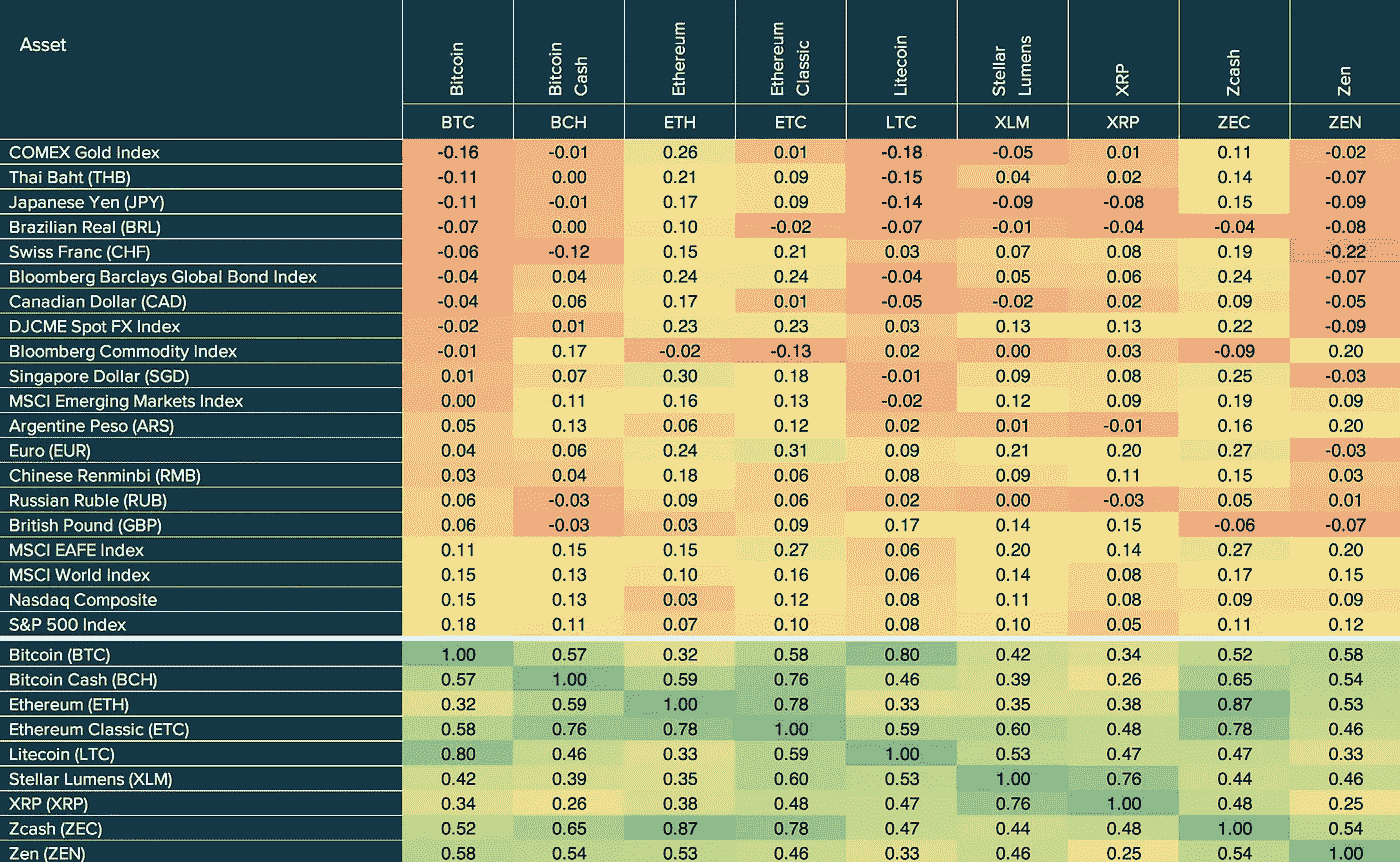 Asset
Bitcoin Bitcoin Cash Ethereum Ethereum Classic Litecoin Stellar Lumens XRP Zcash Zen
BTC BCH ETH ETC LTC XLM XRP ZEC ZEN
COMEX Gold Index -0.16 -0.01 0.26 0.01 -0.18 -0.05 0.01 0.11 -0.02
Thai Baht (THB) -0.11 0.00 0.21 0.09 -0.15 0.04 0.02 0.14 -0.07
Japanese Yen (JPY) -0.11 -0.01 0.17 0.09 -0.14 -0.09 -0.08 0.15 -0.09
Brazilian Real (BRL) -0.07 0.00 0.10 -0.02 -0.07 -0.01 -0.04 -0.04 -0.08
Swiss Franc (CHF) -0.06 -0.12 0.15 0.21 0.03 0.07 0.08 0.19 -0.22
Bloomberg Barclays Global Bond Index -0.04 0.04 0.24 0.24 -0.04 0.05 0.06 0.24 -0.07
Canadian Dollar (CAD) -0.04 0.06 0.17 0.01 -0.05 -0.02 0.02 0.09 -0.05
DJCME Spot FX Index -0.02 0.01 0.23 0.23 0.03 0.13 0.13 0.22 -0.09
Bloomberg Commodity Index -0.01 0.17 -0.02 -0.13 0.02 0.00 0.03 -0.09 0.20
Singapore Dollar (SGD) 0.01 0.07 0.30 0.18 -0.01 0.09 0.08 0.25 -0.03
MSCI Emerging Markets Index 0.00 0.11 0.16 0.13 -0.02 0.12 0.09 0.19 0.09
Argentine Peso (ARS) 0.05 0.13 0.06 0.12 0.02 0.01 -0.01 0.16 0.20
Euro (EUR) 0.04 0.06 0.24 0.31 0.09 0.21 0.20 0.27 -0.03
Chinese Renminbi (RMB) 0.03 0.04 0.18 0.06 0.08 0.09 0.11 0.15 0.03
Russian Ruble (RUB) 0.06 -0.03 0.09 0.06 0.02 0.00 -0.03 0.05 0.01
British Pound (GBP) 0.06 -0.03 0.03 0.09 0.17 0.14 0.15 -0.06 -0.07
MSCI EAFE Index 0.11 0.15 0.15 0.27 0.06 0.20 0.14 0.27 0.20
MSCI World Index 0.15 0.13 0.10 0.16 0.06 0.14 0.08 0.17 0.15
Nasdaq Composite 0.15 0.13 0.03 0.12 0.08 0.11 0.08 0.09 0.09
S&P 500 Index 0.18 0.11 0.07 0.10 0.08 0.10 0.05 0.11 0.12
Bitcoin (BTC) 1.00 0.57 0.32 0.58 0.80 0.42 0.34 0.52 0.58
Bitcoin Cash (BCH) 0.57 1.00 0.59 0.76 0.46 0.39 0.26 0.65 0.54
Ethereum (ETH) 0.32 0.59 1.00 0.78 0.33 0.35 0.38 0.87 0.53
Ethereum Classic (ETC) 0.58 0.76 0.78 1.00 0.59 0.60 0.48 0.78 0.46
Litecoin (LTC) 0.80 0.46 0.33 0.59 1.00 0.53 0.47 0.47 0.33
Stellar Lumens (XLM) 0.42 0.39 0.35 0.60 0.53 1.00 0.76 0.44 0.46
XRP (XRP) 0.34 0.26 0.38 0.48 0.47 0.76 1.00 0.48 0.25
Zcash (ZEC) 0.52 0.65 0.87 0.78 0.47 0.44 0.48 1.00 0.54
Zen (ZEN) 0.58 0.54 0.53 0.46 0.33 0.46 0.25 0.54 1.00